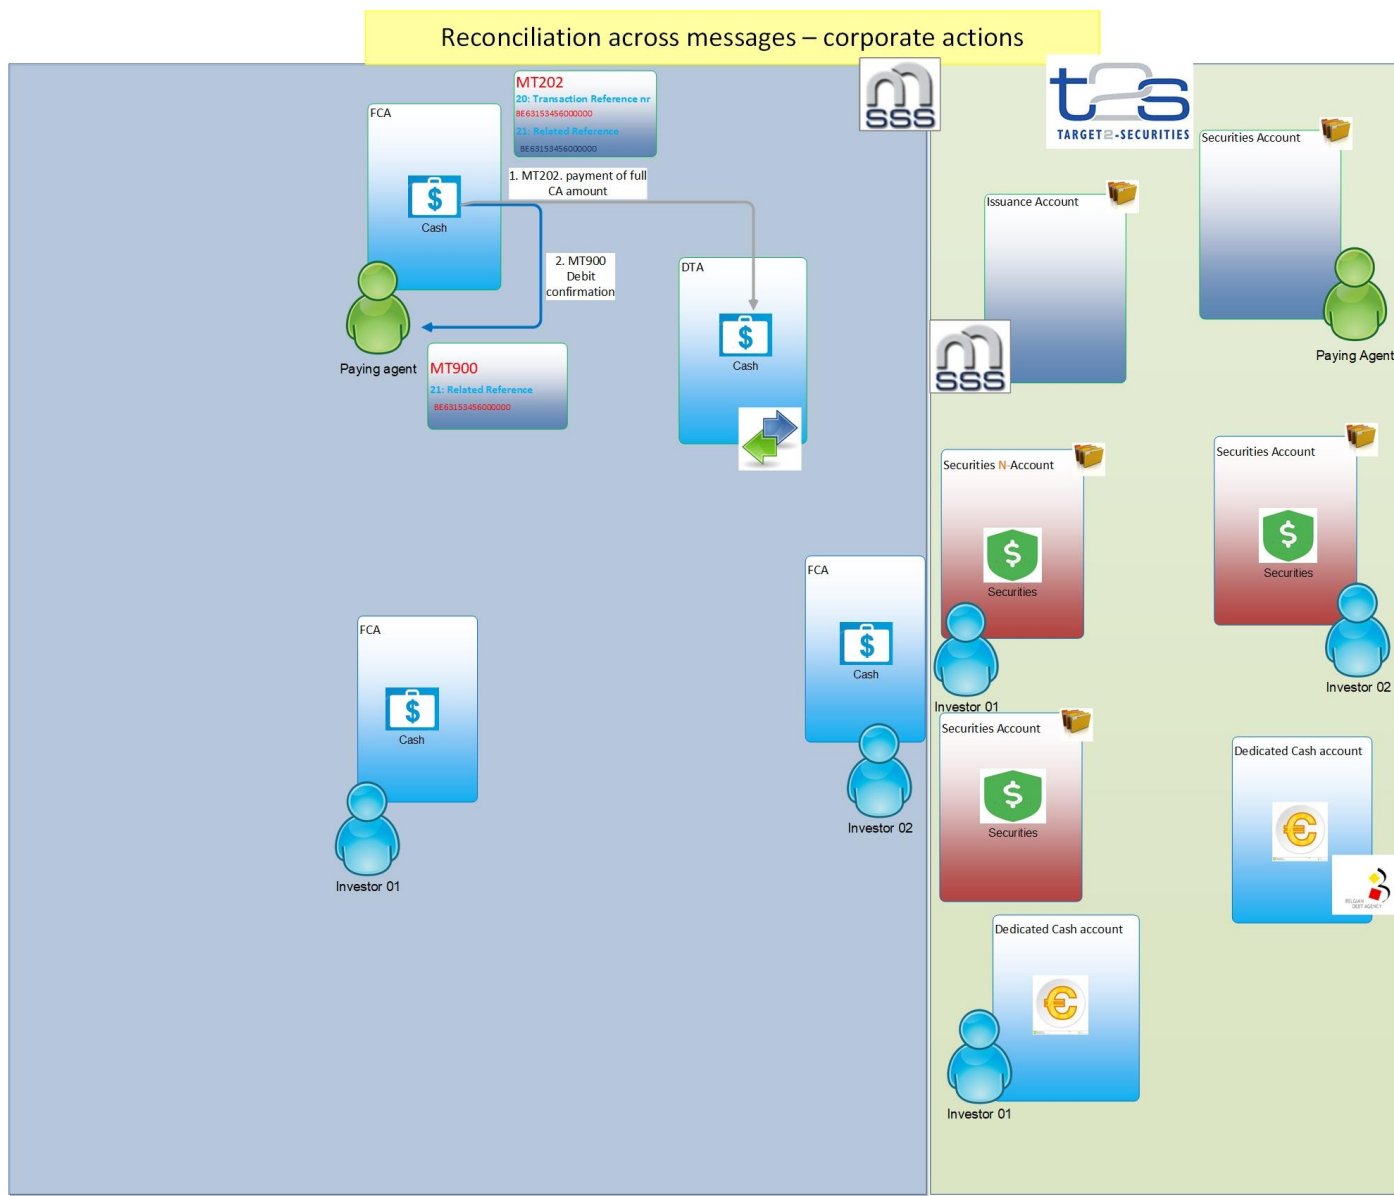 Reconciliation across messages – corporate actions
MT202
20: Transaction Reference nr
BE63153456000000
21: Related Reference
BE63153456000000
FCA
Cash
Paying agent
1. MT202. payment of full
CA amount
2. MT900
Debit
confirmation
MT900
21: Related Reference
BE63153456000000
DTA
Cash
FCA
Cash
Investor 01
FCA
Cash
Investor 02
SSS
t2s
TARGET2-SECURITIES
Securities Account
Paying Agent
Issuance Account
SSS
Securities N-Account
Securities
Investor 01
Securities Account
Securities
Investor 02
Securities Account
Securities
Dedicated Cash account
BELGIAN
DEBT AGENCY
Dedicated Cash account
Investor 01